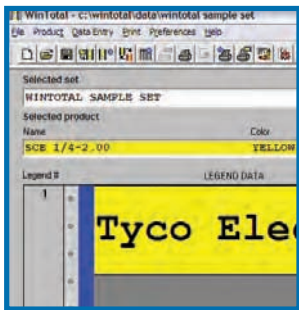 WinTotal - c:\wintotal\data\wintotal sample set
File Product Data Entry Print Preferences Help
Selected set
WINTOTAL SAMPLE SET
Selected product
Name Color
SCE 1/4-2.00 YELLOW
Legend # LEGEND DATA
1
Tyco Elec